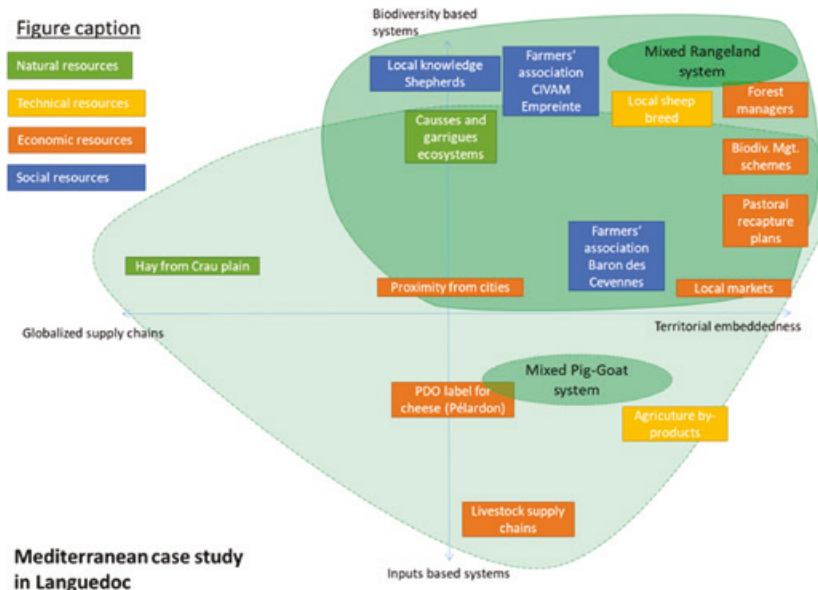 Figure caption
Natural resources
Technical resources
Economic resources
Social resources
Biodiversity based
systems
Local knowledge
Shepherds
Farmers'
association
CIVAM
Empreinte
Mixed Rangeland
system
Local sheep
breed
Forest
managers
Causses and
garrigues
ecosystems
Biodiv. Mgt.
schemes
Pastoral
recapture
plans
Farmers'
association
Baron des
Cevennes
Hay from Crau plain
Proximity from cities
Local markets
Globalized supply chains
Territorial embeddedness
Mixed Pig-Goat
system
PDO label for
cheese (Pélardon)
Agricuture by-
products
Livestock supply
chains
Mediterranean case study
in Languedoc
Inputs based systems